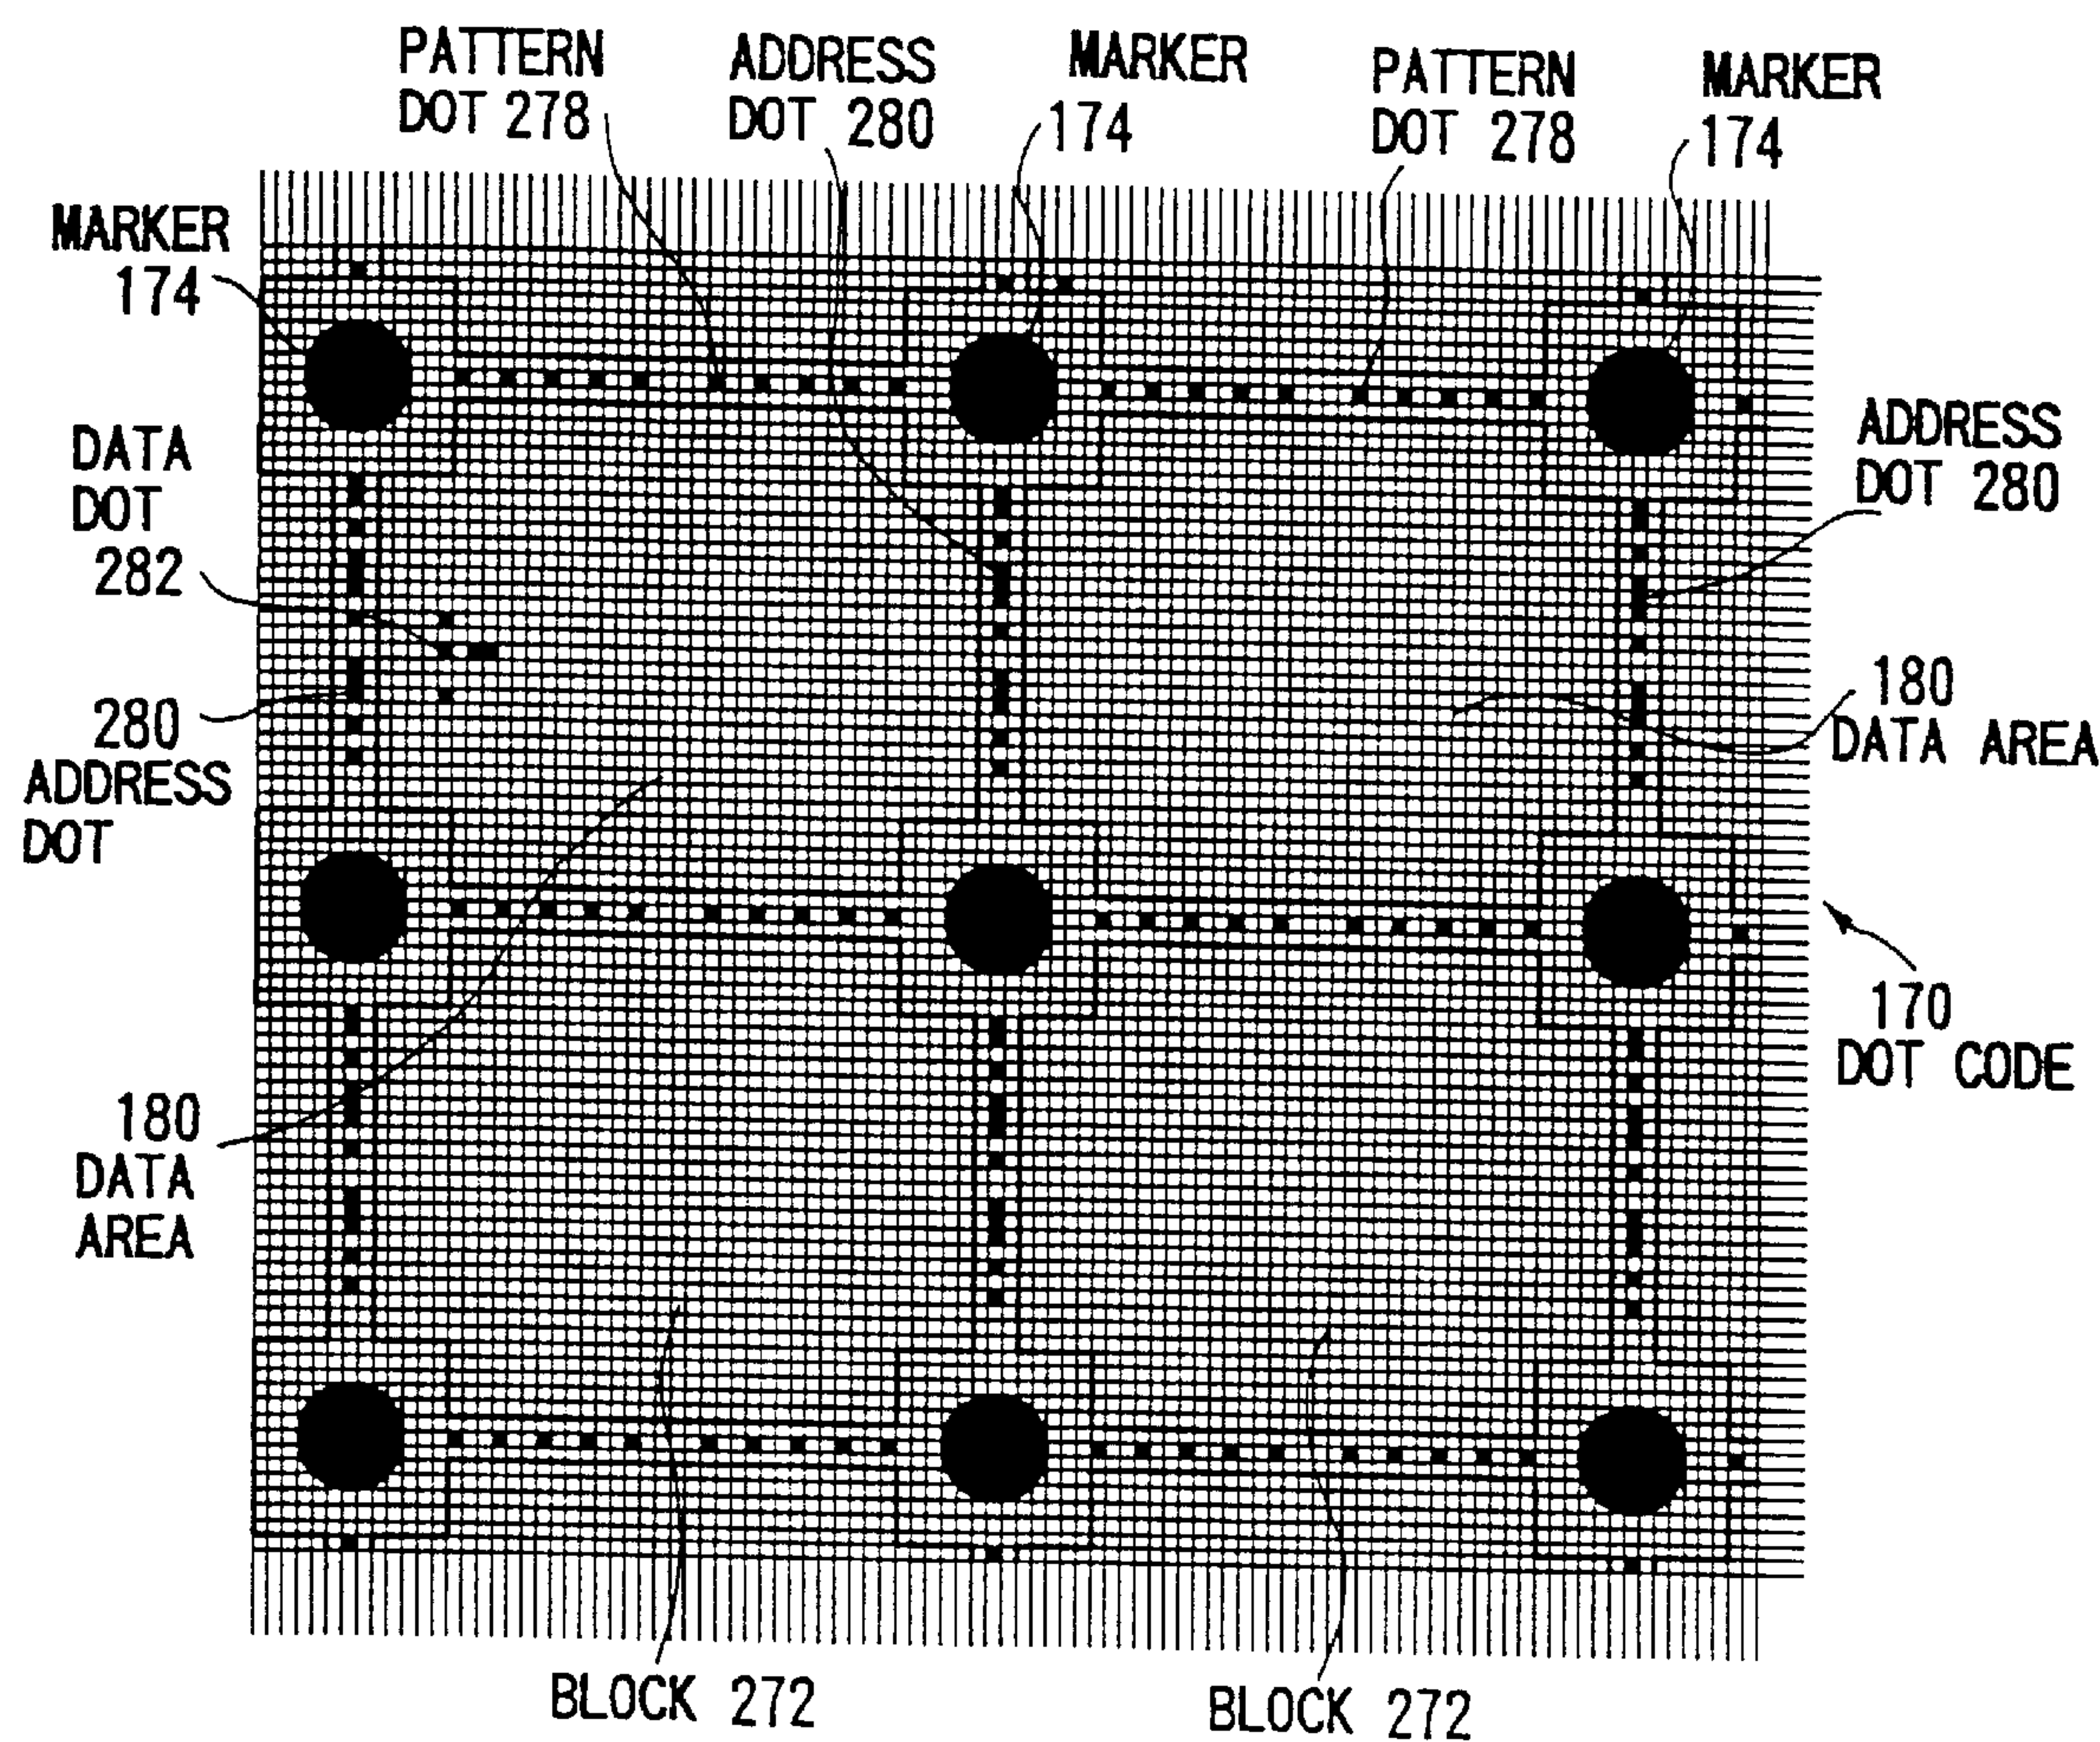 PATTERN
DOT 278
ADDRESS
DOT 280
MARKER
174
PATTERN
DOT 278
MARKER
174
MARKER
174
DATA
DOT
282
ADDRESS
DOT 280
280
ADDRESS
DOT
180
DATA AREA
170
DOT CODE
180
DATA
AREA
BLOCK 272
BLOCK 272